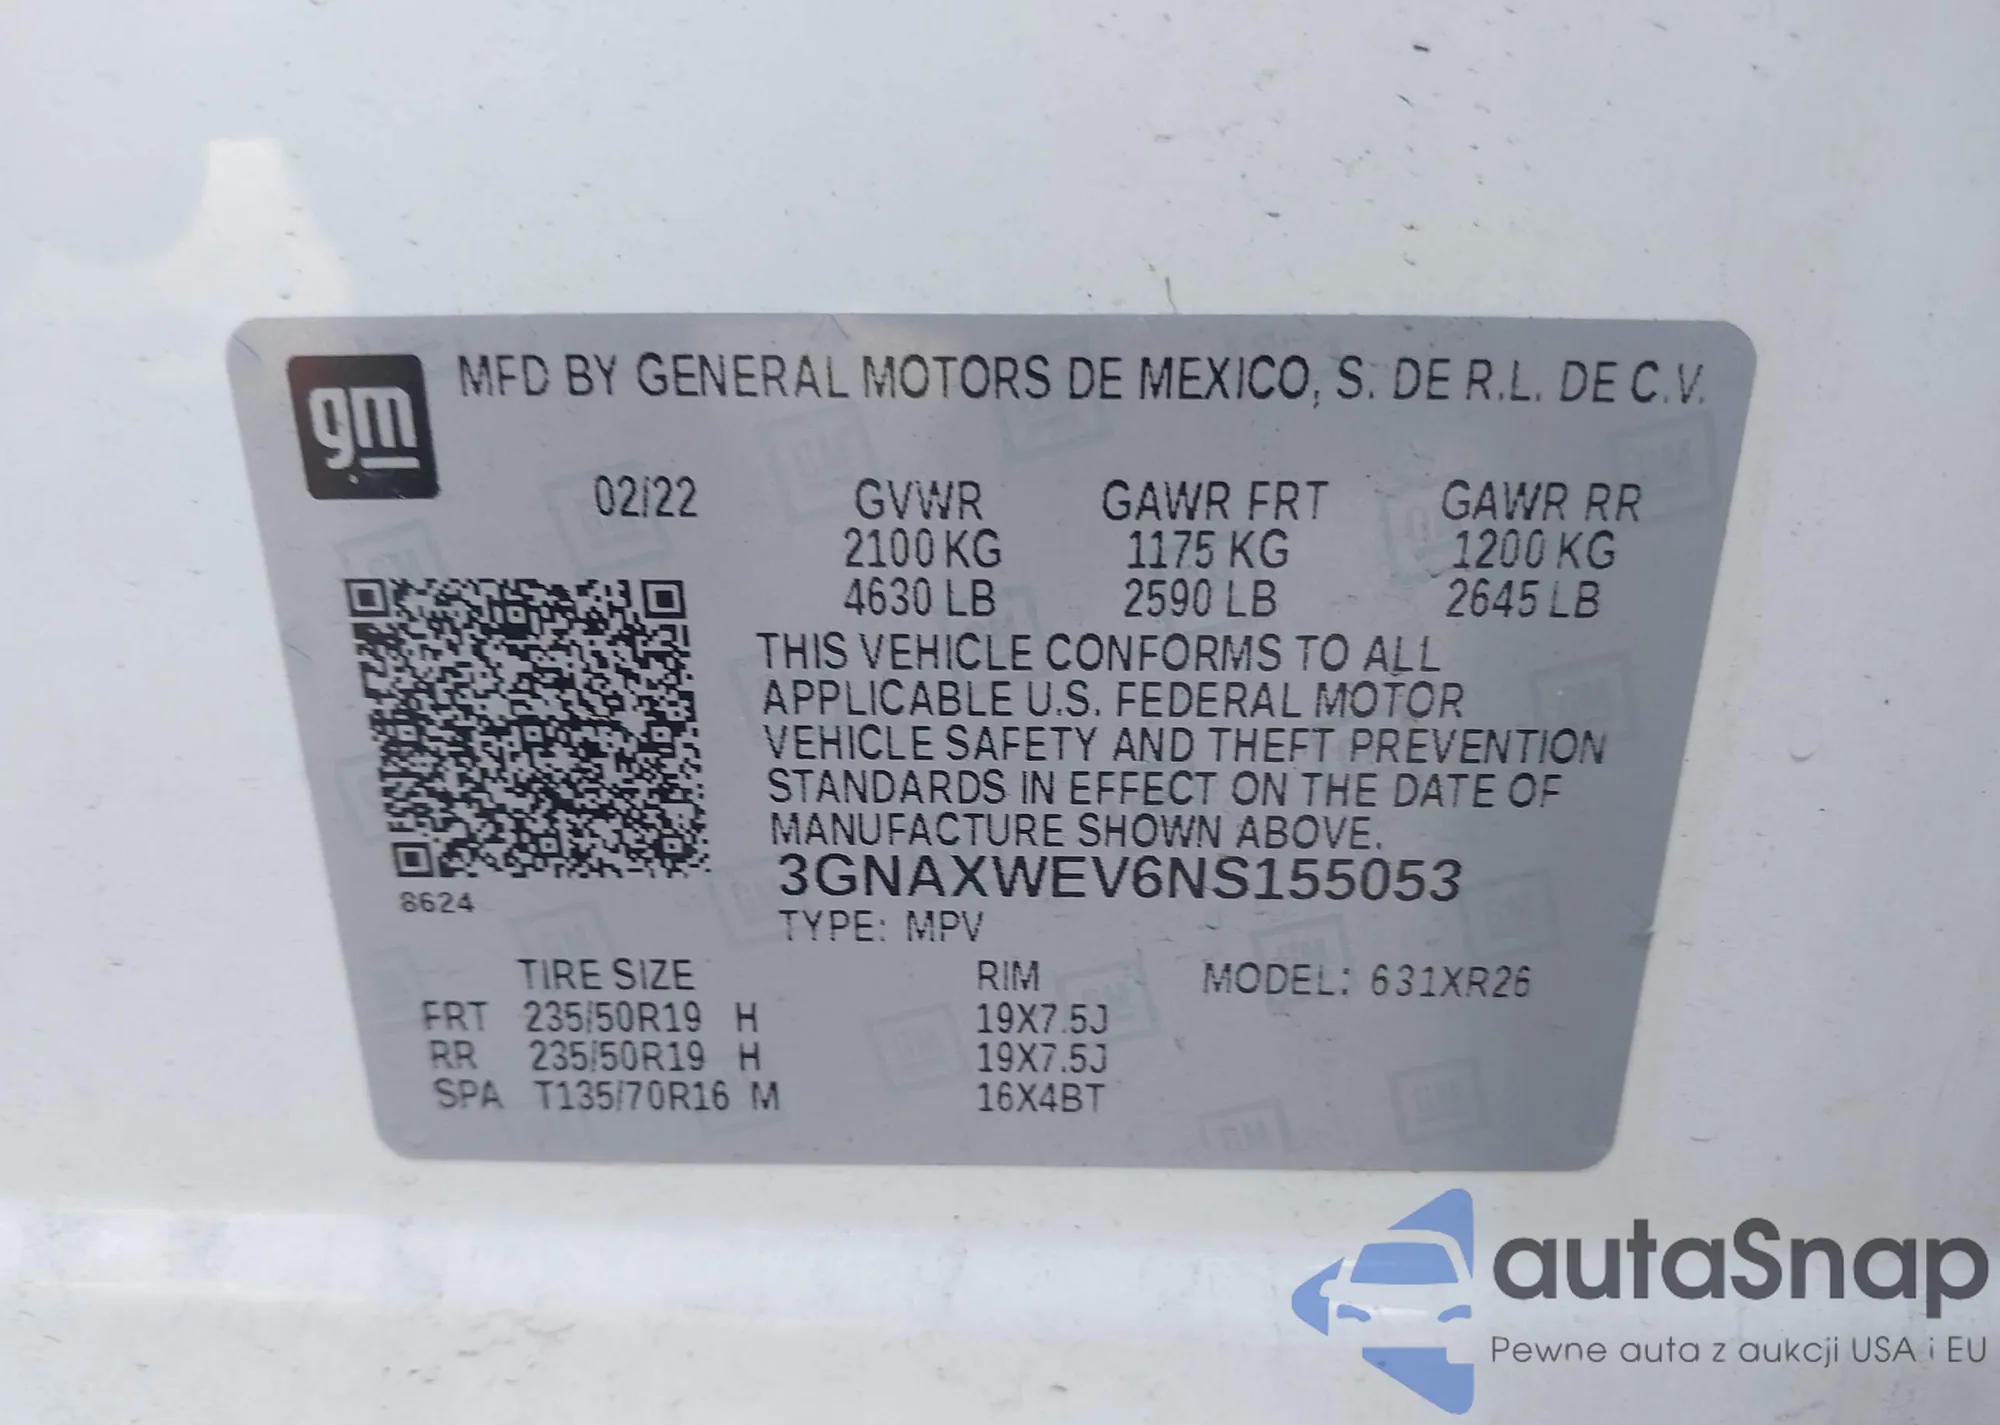 gm MFD BY GENERAL MOTORS DE MEXICO, S. DE R.L. DE C.V.
02/22 GVWR GAWR FRT GAWR RR
2100 KG 1175 KG 1200 KG
4630 LB 2590 LB 2645 LB
THIS VEHICLE CONFORMS TO ALL
APPLICABLE U.S. FEDERAL MOTOR
VEHICLE SAFETY AND THEFT PREVENTION
STANDARDS IN EFFECT ON THE DATE OF
MANUFACTURE SHOWN ABOVE.
3GNAXWEV6NS155053
8624
TYPE: MPV
TIRE SIZE RIM MODEL: 631XR26
FRT 235/50R19 H 19X7.5J
RR 235/50R19 H 19X7.5J
SPA T135/70R16 M 16X4BT
autaSnap
Pewne auta z aukcji USA i EU